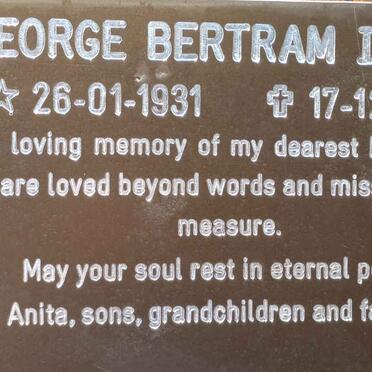 EORGE BERTRAM
☆ 26-01-1931 ✝ 17-1
loving memory of my dearest
are loved beyond words and miss
measure.
May your soul rest in eternal p
Anita, sons, grandchildren and fa